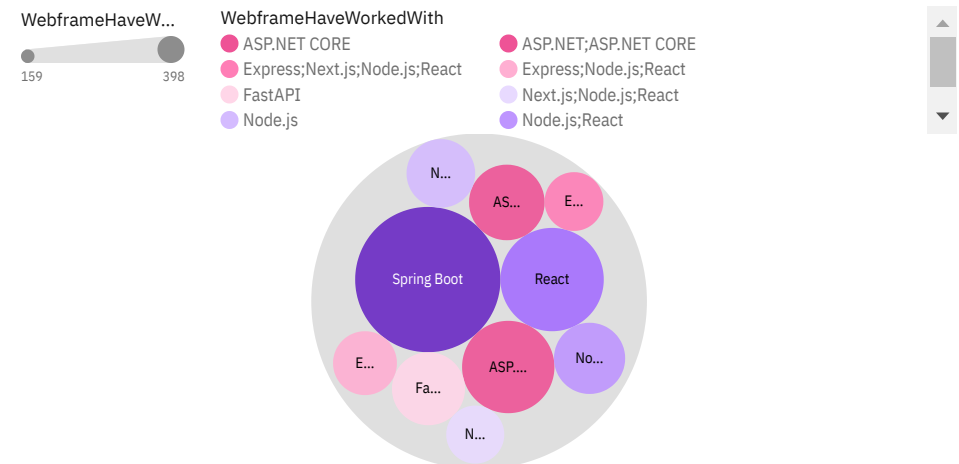 WebframeHaveW...
159
398
WebframeHaveWorkedWith
ASP.NET CORE
ASP.NET;ASP.NET CORE
Express;Next.js;Node.js;React
Express;Node.js;React
FastAPI
Next.js;Node.js;React
Node.js
Node.js;React
N...
AS...
E...
Spring Boot
React
E...
Fa...
ASP....
No...
N...